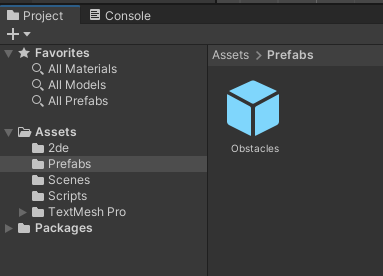 Project
Console
Favorites
All Materials
All Models
All Prefabs
Assets
2de
Prefabs
Scenes
Scripts
TextMesh Pro
Packages
Assets > Prefabs
Obstacles